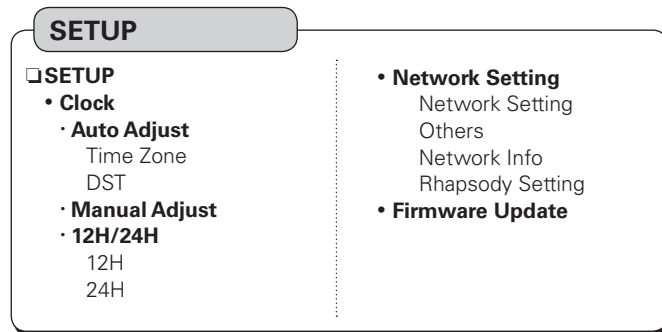 SETUP
❏SETUP
• Clock
· Auto Adjust
Time Zone
DST
· Manual Adjust
· 12H/24H
12H
24H
• Network Setting
Network Setting
Others
Network Info
Rhapsody Setting
• Firmware Update